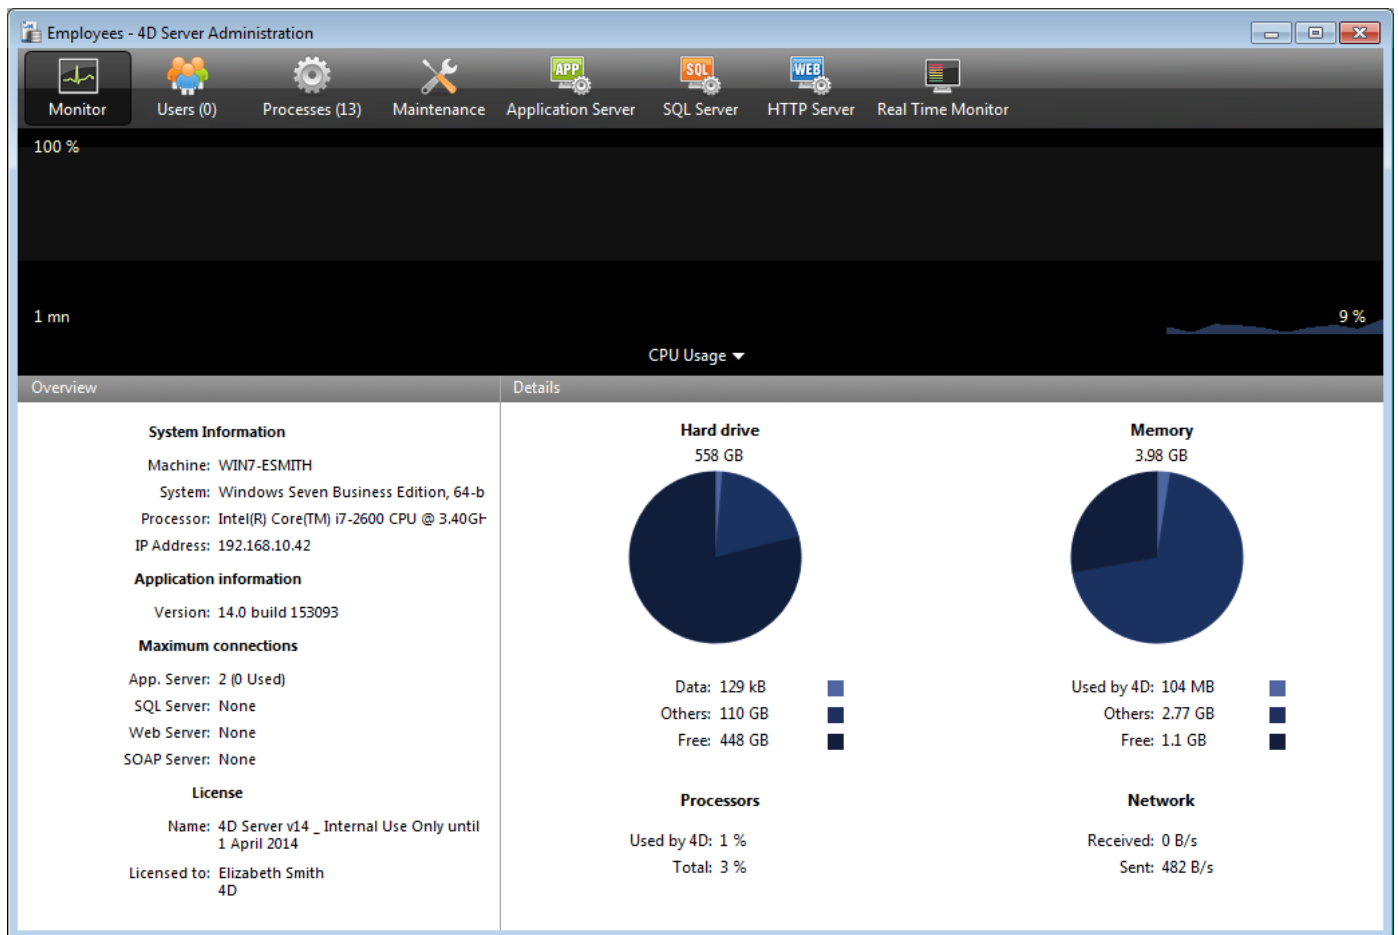 Employees - 4D Server Administration
APP
SQL
WEB
Monitor
Users (0)
Processes (13)
Maintenance
Application Server
SQL Server
HTTP Server
Real Time Monitor
100 %
1 mn
9 %
CPU Usage
Overview
Details
System Information
Machine: WIN7-ESMITH
System: Windows Seven Business Edition, 64-b
Processor: Intel(R) Core(TM) i7-2600 CPU @ 3.40GH
IP Address: 192.168.10.42
Application information
Version: 14.0 build 153093
Maximum connections
App. Server: 2 (0 Used)
SQL Server: None
Web Server: None
SOAP Server: None
License
Name: 4D Server v14 _ Internal Use Only until
1 April 2014
Licensed to: Elizabeth Smith
4D
Hard drive
558 GB
Data: 129 kB
Others: 110 GB
Free: 448 GB
Memory
3.98 GB
Used by 4D: 104 MB
Others: 2.77 GB
Free: 1.1 GB
Processors
Used by 4D: 1 %
Total: 3 %
Network
Received: 0 B/s
Sent: 482 B/s